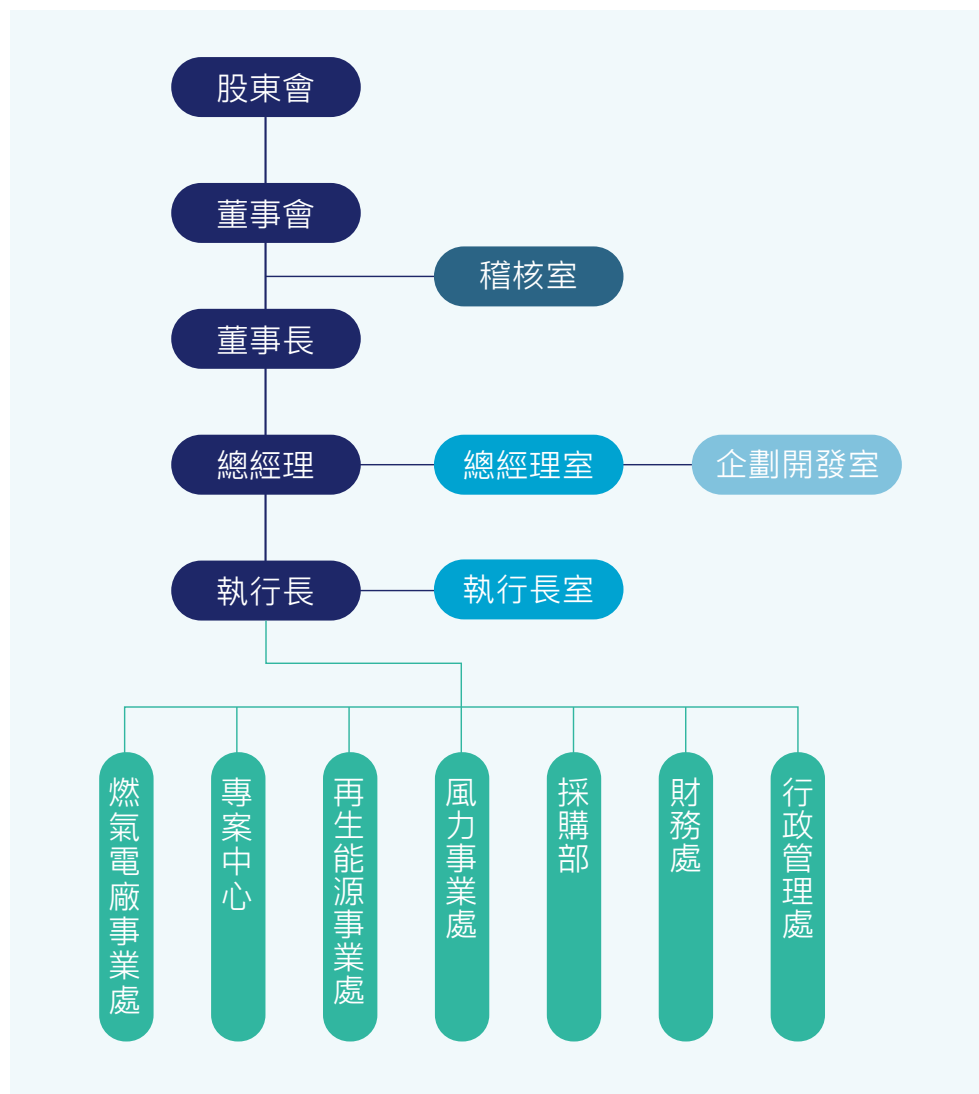 股東會
董事會
稽核室
董事長
總經理
總經理室
企劃開發室
執行長
執行長室
燃氣電廠事業處
專案中心
再生能源事業處
風力事業處
採購部
財務處
行政管理處